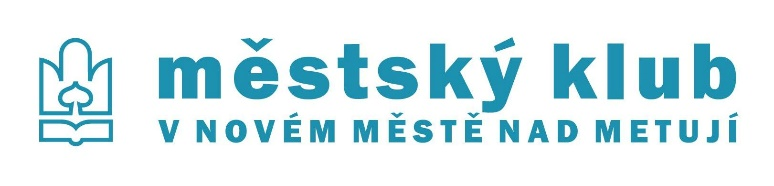 městský klub
V NOVÉM MĚSTĚ NAD METUJÍ